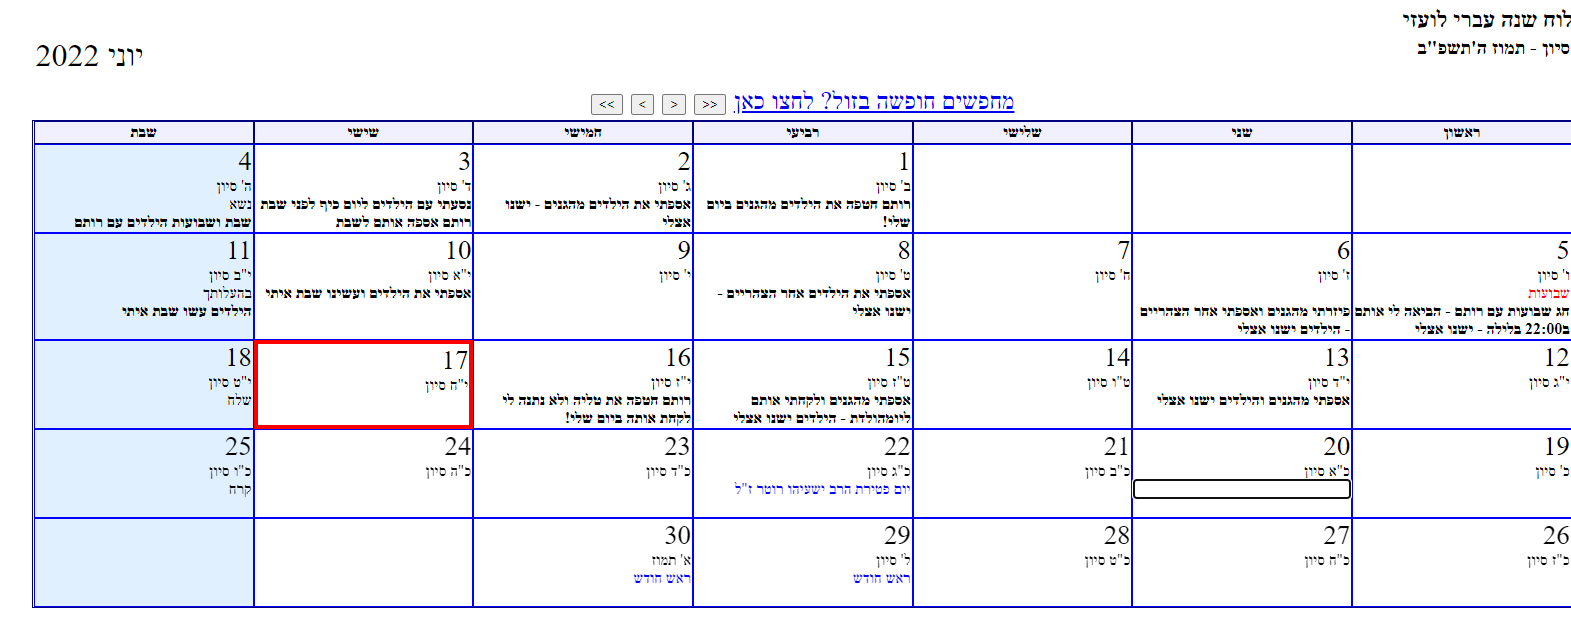 לוח שנה עברי לועזי
סיון - תמוז ה'תשפ"ב
יוני 2022
מחפשים חופשה בזול? לחצו כאן >> > < <<
ראשון שני שלישי רביעי חמישי שישי שבת
1
ב' סיון
רותם חטפה את הילדים מהגנים ביום
שלי!
2
ג' סיון
אספתי את הילדים מהגנים - ישנו
אצלי
3
ד' סיון
נסעתי עם הילדים ליום כיף לפני שבת
רותם אספה אותם לשבת
4
ה' סיון
נשא
שבת ושבועות הילדים עם רותם
5
ו' סיון
שבועות
חג שבועות עם רותם - הביאה לי אותם
ב22:00 בלילה - ישנו אצלי
6
ז' סיון
פיזרתי מהגנים ואספתי אחר הצהריים
- הילדים ישנו אצלי
7
ח' סיון
8
ט' סיון
אספתי את הילדים אחר הצהריים -
ישנו אצלי
9
י' סיון
10
י"א סיון
אספתי את הילדים ועשינו שבת איתי
11
י"ב סיון
בהעלותך
הילדים עשו שבת איתי
12
י"ג סיון
13
י"ד סיון
אספתי מהגנים והילדים ישנו אצלי
14
ט"ו סיון
15
ט"ז סיון
אספתי מהגנים ולקחתי אותם
ליומהולדת - הילדים ישנו אצלי
16
י"ז סיון
רותם חטפה את טליה ולא נתנה לי
לקחת אותה ביום שלי!
17
י"ח סיון
18
י"ט סיון
שלח
19
כ' סיון
20
כ"א סיון
21
כ"ב סיון
22
כ"ג סיון
יום פטירת הרב ישעיהו רוטר ז"ל
23
כ"ד סיון
24
כ"ה סיון
25
כ"ו סיון
קרח
26
כ"ז סיון
27
כ"ח סיון
28
כ"ט סיון
29
ל' סיון
ראש חודש
30
א' תמוז
ראש חודש